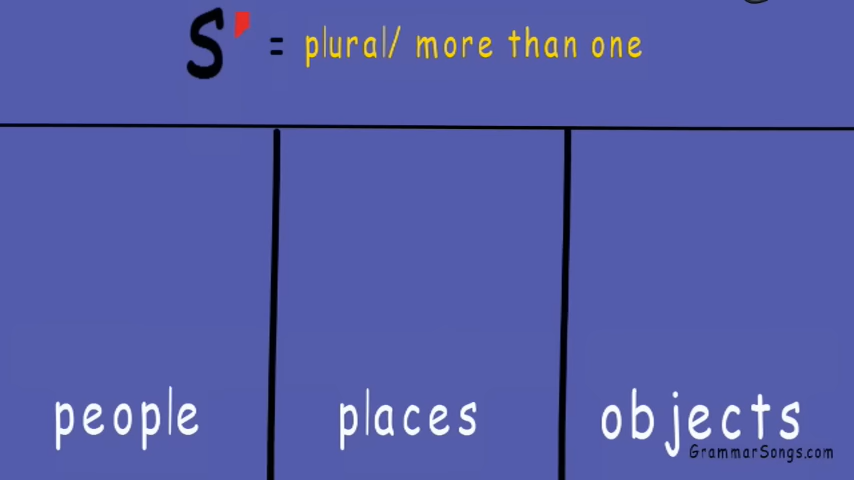 s' = plural/ more than one
people places objects
GrammarSongs.com